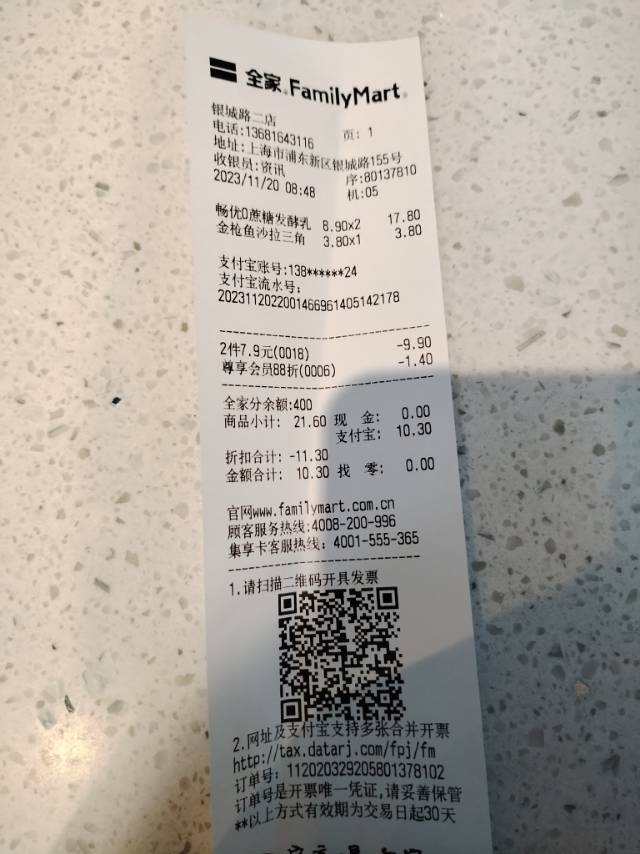 全家 FamilyMart
银城路二店
电话:13681643116 页: 1
地址:上海市浦东新区银城路155号
收银员:资讯 序:80137810
2023/11/20 08:48 机:05
畅优0蔗糖发酵乳 8.90x2 17.80
金枪鱼沙拉三角 3.80x1 3.80
支付宝账号:138******24
支付宝流水号:
2023112022001466961405142178
2件7.9元(0018) -9.90
尊享会员88折(0006) -1.40
全家分余额:400
商品小计: 21.60 现 金: 0.00
支付宝: 10.30
折扣合计: -11.30
金额合计: 10.30 找 零: 0.00
官网www.familymart.com.cn
顾客服务热线:4008-200-996
集享卡客服热线: 4001-555-365
1.请扫描二维码开具发票
2.网址及支付宝支持多张合并开票
http://tax.datarj.com/fpj/fm
订单号: 112020329205801378102
订单号是开票唯一凭证,请妥善保管
**以上方式有效期为交易日起30天